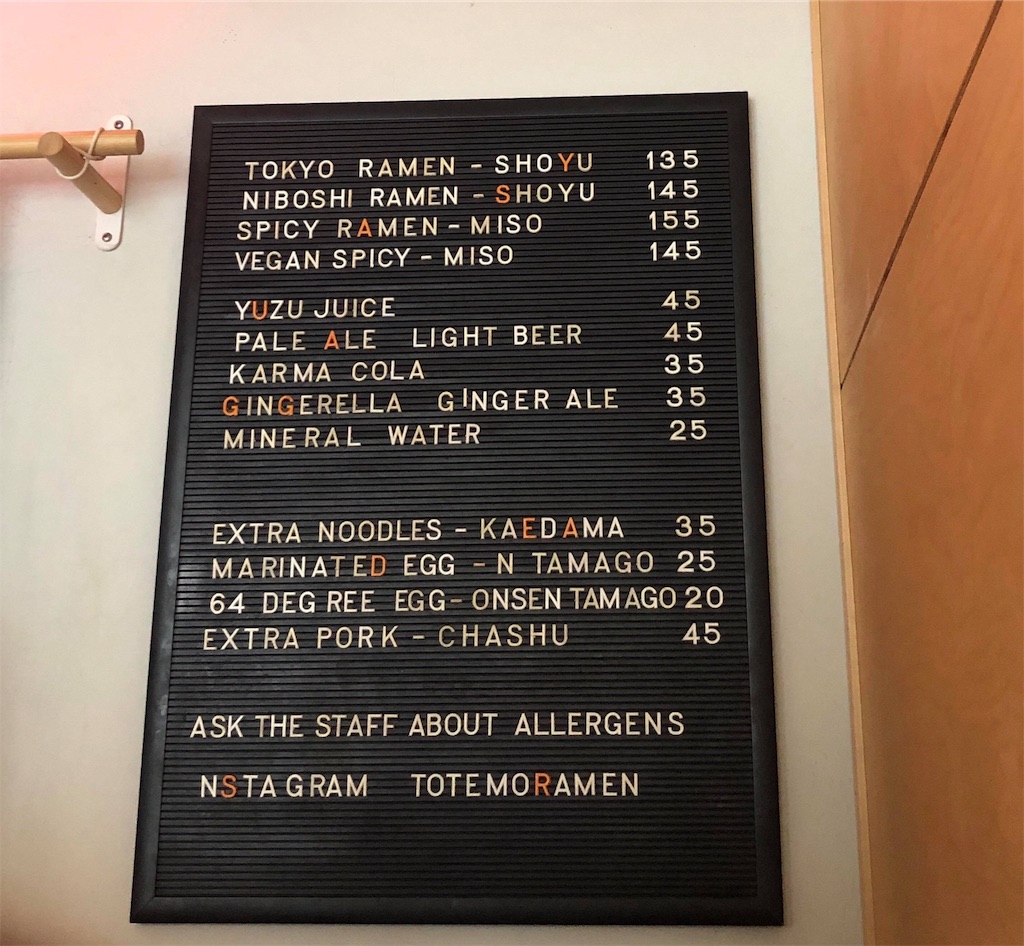 TOKYO RAMEN - SHOYU 135
NIBOSHI RAMEN - SHOYU 145
SPICY RAMEN - MISO 155
VEGAN SPICY - MISO 145
YUZU JUICE 45
PALE ALE LIGHT BEER 45
KARMA COLA 35
GINGERELLA GINGER ALE 35
MINERAL WATER 25
EXTRA NOODLES - KAEDAMA 35
MARINATED EGG - N TAMAGO 25
64 DEG REE EGG - ONSEN TAMAGO 20
EXTRA PORK - CHASHU 45
ASK THE STAFF ABOUT ALLERGENS
NSTAGRAM TOTEMORAMEN